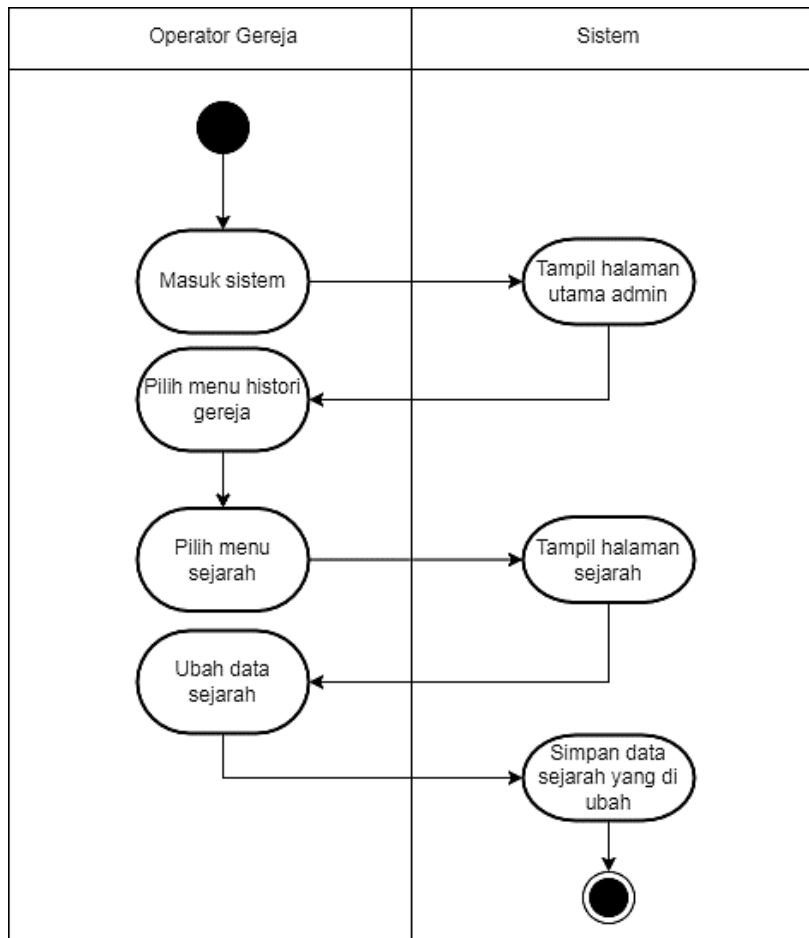 Operator Gereja
Sistem
Masuk sistem
Tampil halaman
utama admin
Pilih menu histori
gereja
Pilih menu
sejarah
Tampil halaman
sejarah
Ubah data
sejarah
Simpan data
sejarah yang di
ubah